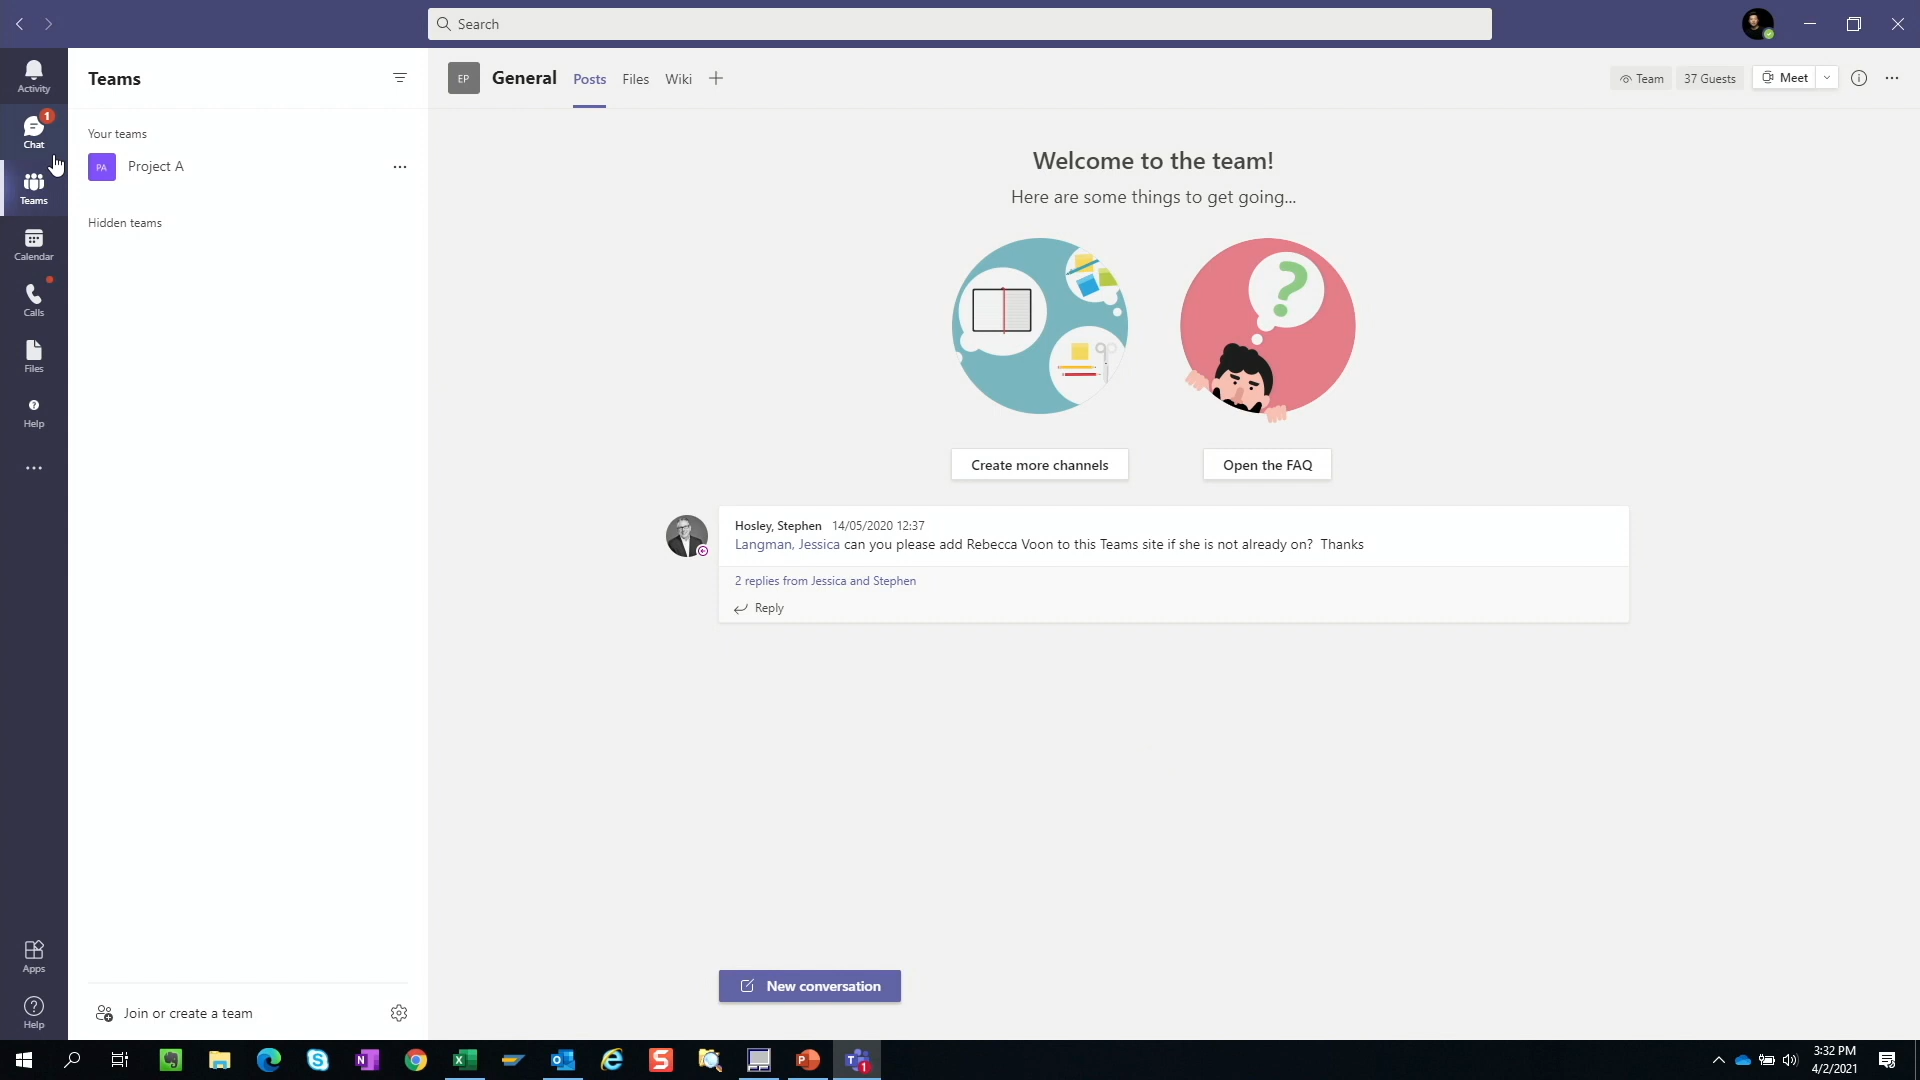 Search
Activity
1
Chat
Teams
Calendar
Calls
Files
Help
Apps
Help
Teams
Your teams
PA Project A
Hidden teams
Join or create a team
EP General Posts Files Wiki
Team 37 Guests Meet
Welcome to the team!
Here are some things to get going...
?
Create more channels Open the FAQ
Hosley, Stephen 14/05/2020 12:37
Langman, Jessica can you please add Rebecca Voon to this Teams site if she is not already on? Thanks
2 replies from Jessica and Stephen
Reply
New conversation
3:32 PM
4/2/2021